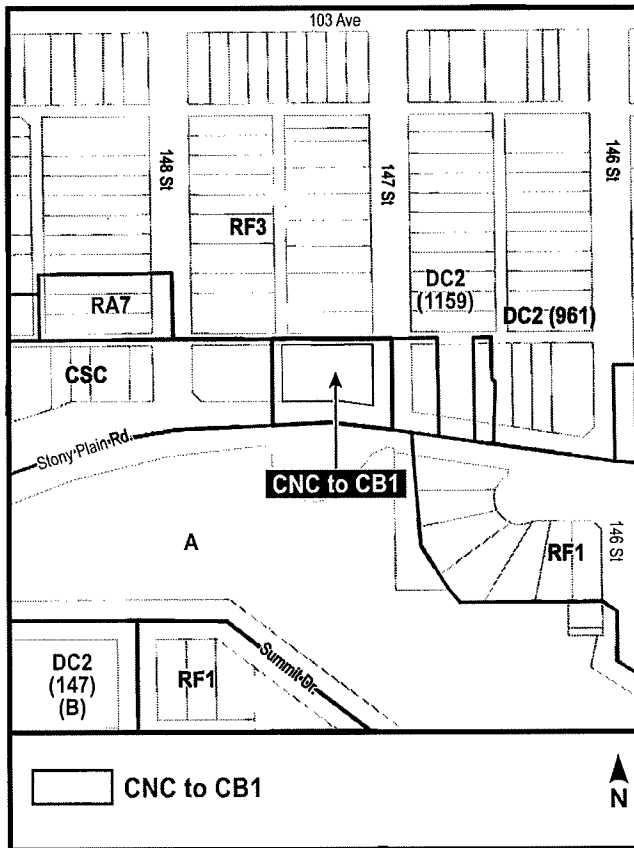 103 Ave
148 St
147 St
146 St
RF3
DC2
(1159)
DC2 (961)
RA7
CSC
Stony Plain Rd.
CNC to CB1
A
RF1
146 St
DC2
(147)
(B)
RF1
Summit Dr.
CNC to CB1
N